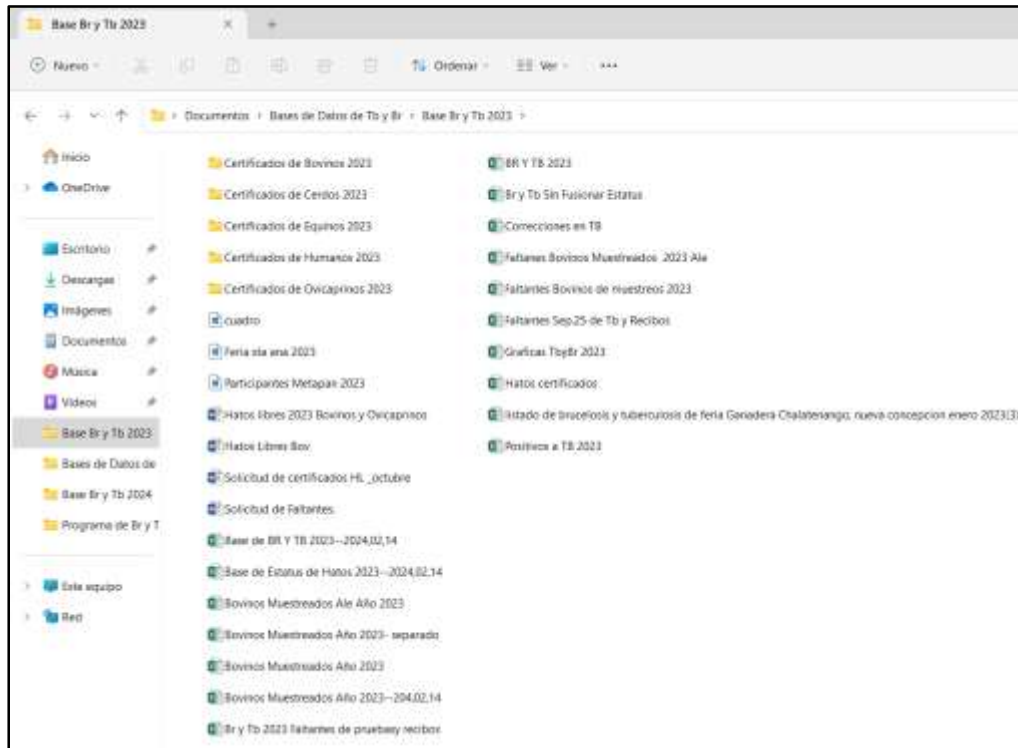 Base Br y Tb 2023
Nuevo
Ordenar
Ver
Documentos
Bases de Datos de Tb y Br
Base Br y Tb 2023
Inicio
OneDrive
Escritorio
Descargas
Imágenes
Documentos
Música
Videos
Base Br y Tb 2023
Bases de Datos de
Base Br y Tb 2024
Programa de Br y T
Este equipo
Red
Certificados de Bovinos 2023
Certificados de Cerdos 2023
Certificados de Equinos 2023
Certificados de Humanos 2023
Certificados de Ovicaprinos 2023
cuadro
Feria sta ana 2023
Participantes Metapan 2023
Hatos libres 2023 Bovinos y Ovicaprinos
Hatos Libres Bov
Solicitud de certificados HL _octubre
Solicitud de Faltantes
Base de BR Y TB 2023--2024,02,14
Base de Estatus de Hatos 2023--2024,02,14
Bovinos Muestreados Ale Año 2023
Bovinos Muestreados Año 2023- separado
Bovinos Muestreados Año 2023
Bovinos Muestreados Año 2023--204,02,14
Br y Tb 2023 Faltantes de pruebasy recibos
BR Y TB 2023
Br y Tb Sin Fusionar Estatus
Correcciones en TB
Faltanes Bovinos Muestreados 2023 Ale
Faltantes Bovinos de muestreos 2023
Faltantes Sep.25 de Tb y Recibos
Graficas TbyBr 2023
Hatos certificados
listado de brucelosis y tuberculosis de feria Ganadera Chalatenango, nueva concepcion enero 2023(3)
Positivos a TB 2023